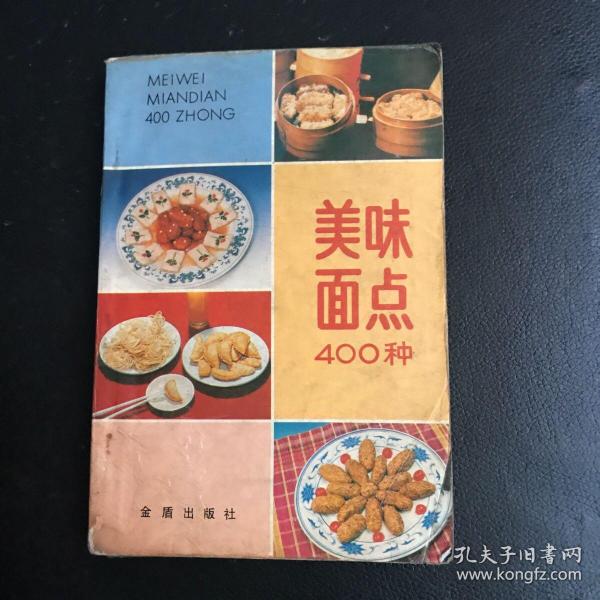 MEIWEI
MIANDIAN
400 ZHONG
美味
面点
400种
金盾出版社
孔夫子旧书网
www.kongfz.com